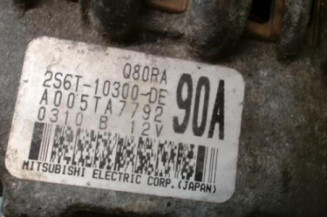 Q80RA
2S6T-10300-DE
A005TA7792 90A
0310 B 12V
MITSUBISHI ELECTRIC CORP.(JAPAN)